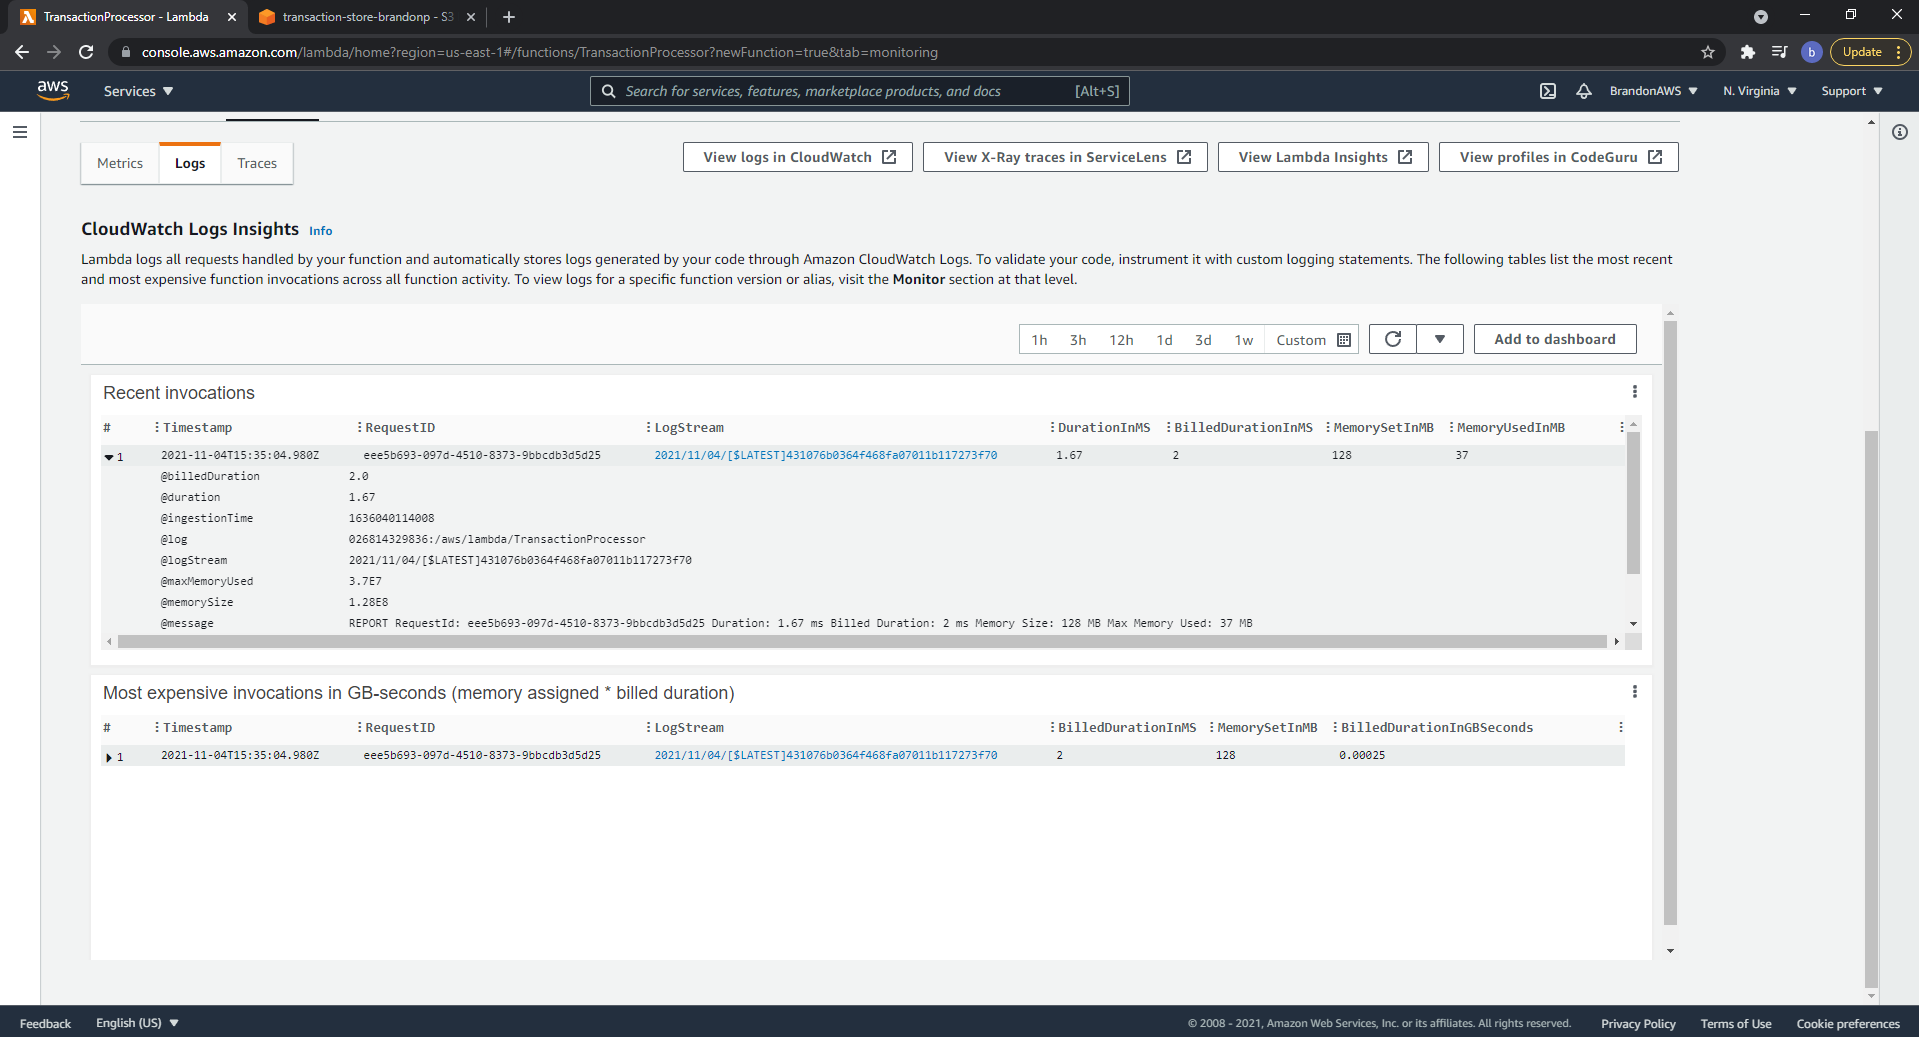 TransactionProcessor - Lambda
transaction-store-brandonp - S3
console.aws.amazon.com/lambda/home?region=us-east-1#/functions/TransactionProcessor?newFunction=true&tab=monitoring
b
Update
aws
Services
Search for services, features, marketplace products, and docs
[Alt+S]
BrandonAWS
N. Virginia
Support
Metrics
Logs
Traces
View logs in CloudWatch
View X-Ray traces in ServiceLens
View Lambda Insights
View profiles in CodeGuru
CloudWatch Logs Insights Info
Lambda logs all requests handled by your function and automatically stores logs generated by your code through Amazon CloudWatch Logs. To validate your code, instrument it with custom logging statements. The following tables list the most recent
and most expensive function invocations across all function activity. To view logs for a specific function version or alias, visit the Monitor section at that level.
1h 3h 12h 1d 3d 1w Custom
Add to dashboard
Recent invocations
# Timestamp RequestID LogStream DurationInMS BilledDurationInMS MemorySetInMB MemoryUsedInMB
1 2021-11-04T15:35:04.980Z eee5b693-097d-4510-8373-9bbcdb3d5d25 2021/11/04/[$LATEST]431076b0364f468fa07011b117273f70 1.67 2 128 37
@billedDuration 2.0
@duration 1.67
@ingestionTime 1636040114008
@log 026814329836:/aws/lambda/TransactionProcessor
@logStream 2021/11/04/[$LATEST]431076b0364f468fa07011b117273f70
@maxMemoryUsed 3.7E7
@memorySize 1.28E8
@message REPORT RequestId: eee5b693-097d-4510-8373-9bbcdb3d5d25 Duration: 1.67 ms Billed Duration: 2 ms Memory Size: 128 MB Max Memory Used: 37 MB
Most expensive invocations in GB-seconds (memory assigned * billed duration)
# Timestamp RequestID LogStream BilledDurationInMS MemorySetInMB BilledDurationInGBSeconds
1 2021-11-04T15:35:04.980Z eee5b693-097d-4510-8373-9bbcdb3d5d25 2021/11/04/[$LATEST]431076b0364f468fa07011b117273f70 2 128 0.00025
Feedback
English (US)
© 2008 - 2021, Amazon Web Services, Inc. or its affiliates. All rights reserved.
Privacy Policy
Terms of Use
Cookie preferences